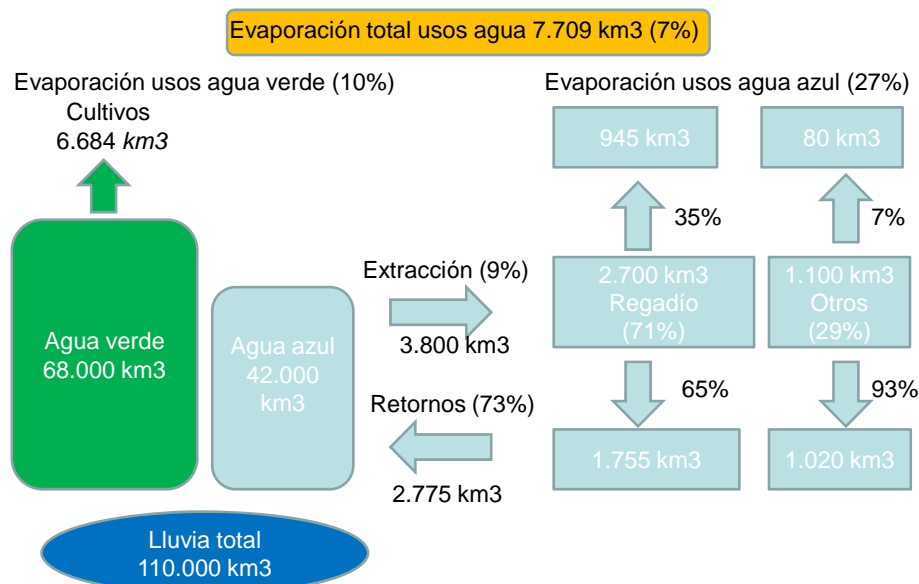 Evaporación total usos agua 7.709 km3 (7%)
Evaporación usos agua verde (10%)
Cultivos
6.684 km3
Evaporación usos agua azul (27%)
945 km3
80 km3
35%
7%
Extracción (9%)
3.800 km3
2.700 km3
Regadío
(71%)
1.100 km3
Otros
(29%)
Agua verde
68.000 km3
Agua azul
42.000
km3
Retornos (73%)
2.775 km3
65%
93%
1.755 km3
1.020 km3
Lluvia total
110.000 km3